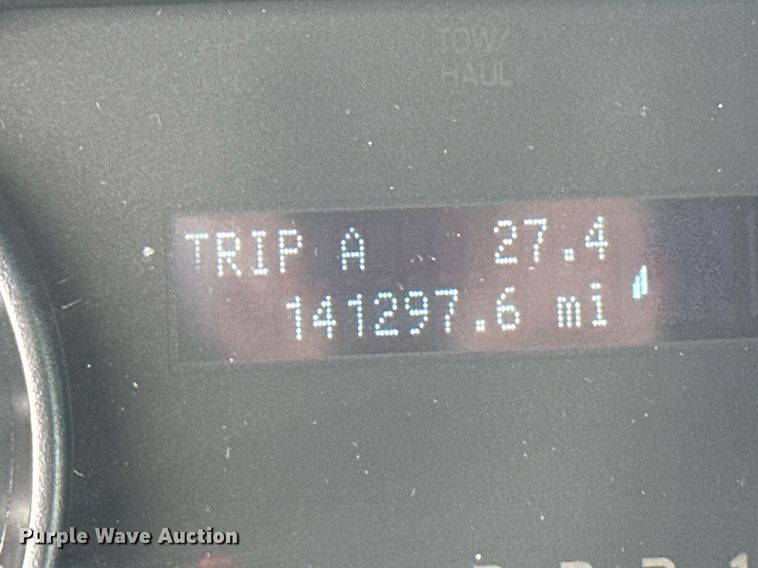 TOW/
HAUL
TRIP A 27.4
141297.6 mi
Purple Wave Auction